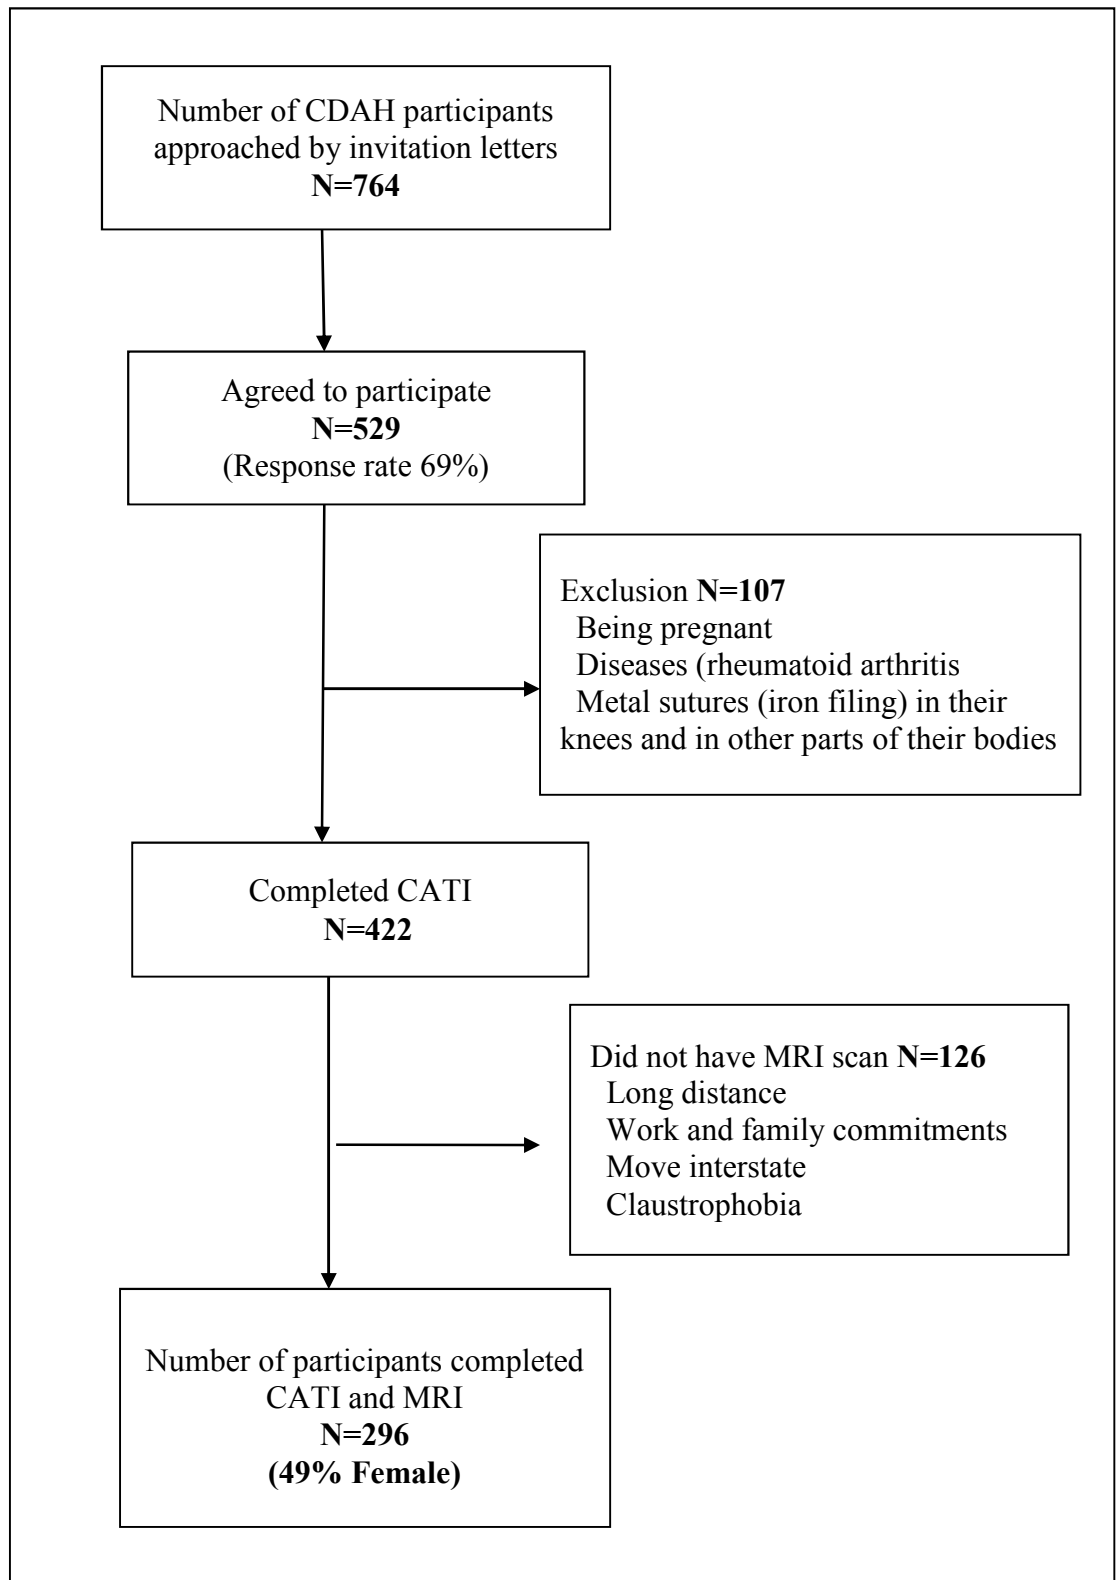 Number of CDAH participants
approached by invitation letters
N=764
Agreed to participate
N=529
(Response rate 69%)
Exclusion N=107
Being pregnant
Diseases (rheumatoid arthritis
Metal sutures (iron filing) in their
knees and in other parts of their bodies
Completed CATI
N=422
Did not have MRI scan N=126
Long distance
Work and family commitments
Move interstate
Claustrophobia
Number of participants completed
CATI and MRI
N=296
(49% Female)